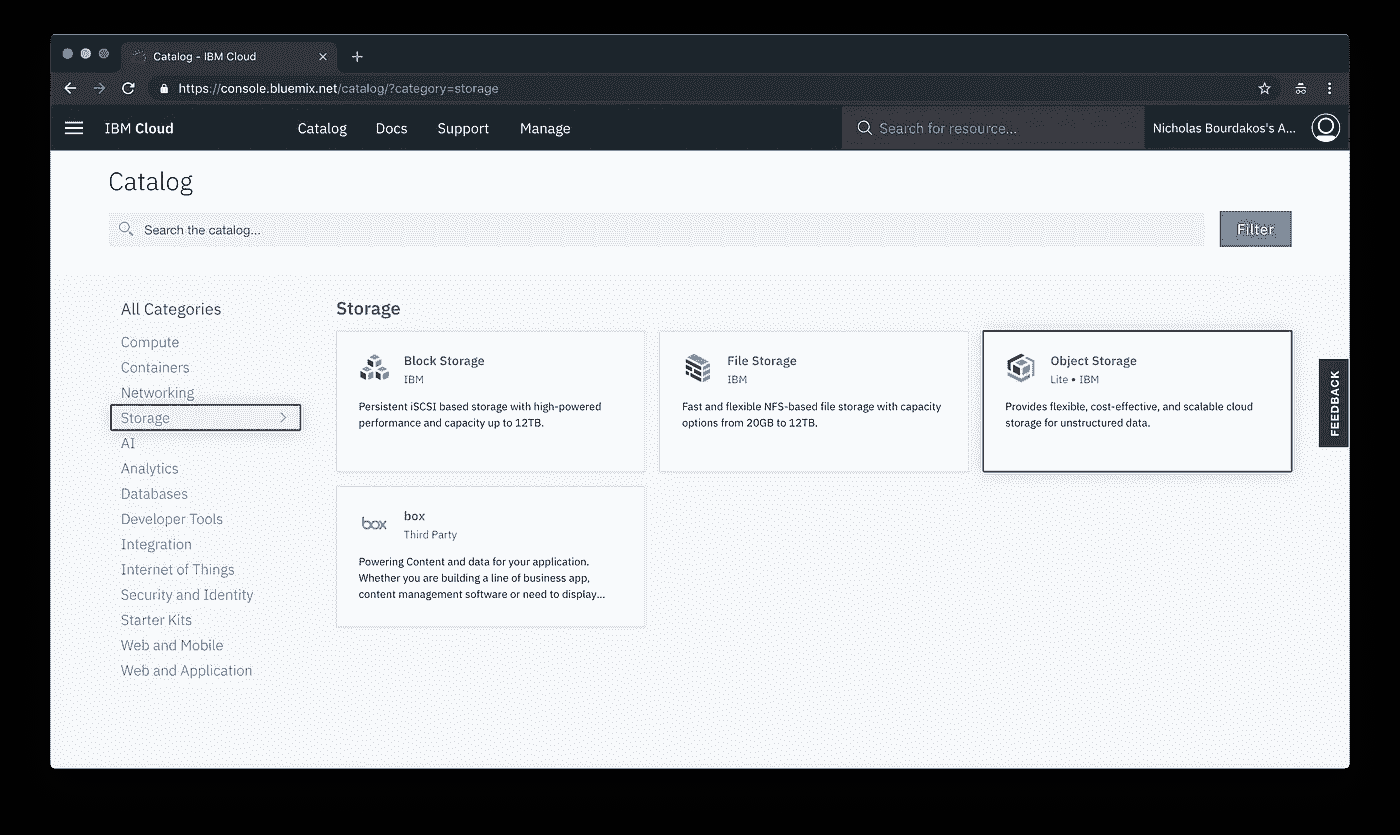 Catalog - IBM Cloud
https://console.bluemix.net/catalog/?category=storage
IBM Cloud
Catalog
Docs
Support
Manage
Search for resource...
Nicholas Bourdakos's A...
Catalog
Search the catalog...
Filter
All Categories
Compute
Containers
Networking
Storage
AI
Analytics
Databases
Developer Tools
Integration
Internet of Things
Security and Identity
Starter Kits
Web and Mobile
Web and Application
Storage
Block Storage
IBM
Persistent iSCSI based storage with high-powered
performance and capacity up to 12TB.
File Storage
IBM
Fast and flexible NFS-based file storage with capacity
options from 20GB to 12TB.
Object Storage
Lite • IBM
Provides flexible, cost-effective, and scalable cloud
storage for unstructured data.
box
box
Third Party
Powering Content and data for your application.
Whether you are building a line of business app,
content management software or need to display...
FEEDBACK